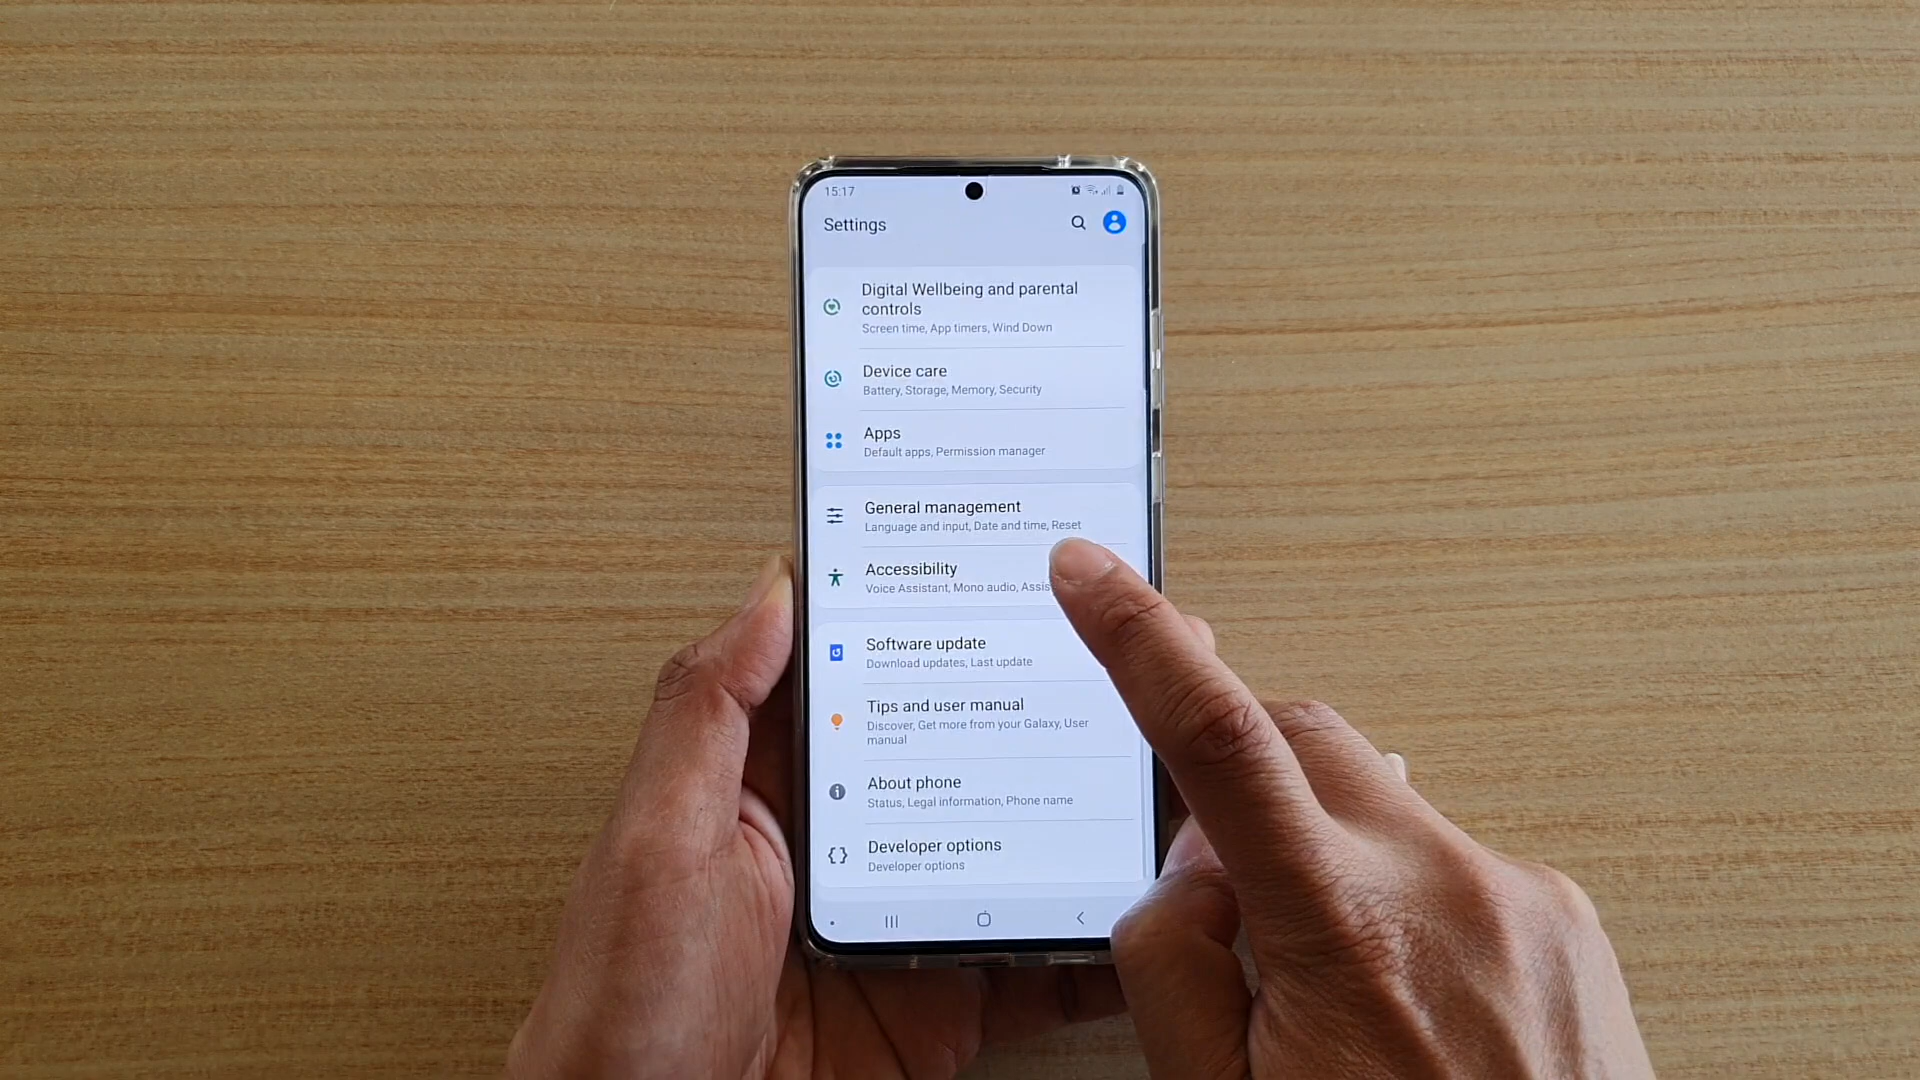 15:17
Settings
Digital Wellbeing and parental
controls
Screen time, App timers, Wind Down
Device care
Battery, Storage, Memory, Security
Apps
Default apps, Permission manager
General management
Language and input, Date and time, Reset
Accessibility
Voice Assistant, Mono audio,
Software update
Download updates, Last update
Tips and user manual
Discover, Get more from your Galaxy, User
manual
About phone
Status, Legal information, Phone name
Developer options
Developer options